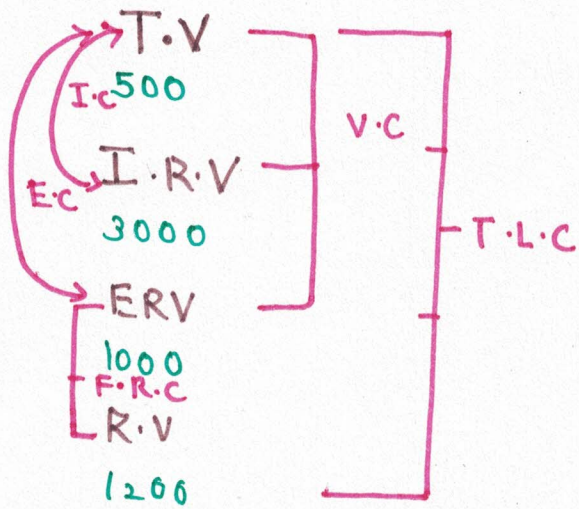 T.V
I.C 500
V.C
I.R.V
E.C
3000
T.L.C
ERV
1000
F.R.C
R.V
1200